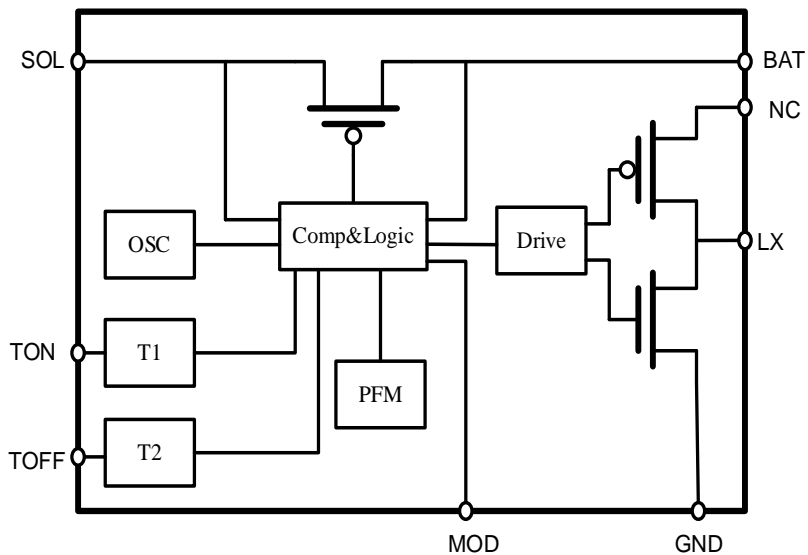 SOL
BAT
NC
OSC
Comp&Logic
Drive
LX
TON
T1
PFM
TOFF
T2
MOD
GND